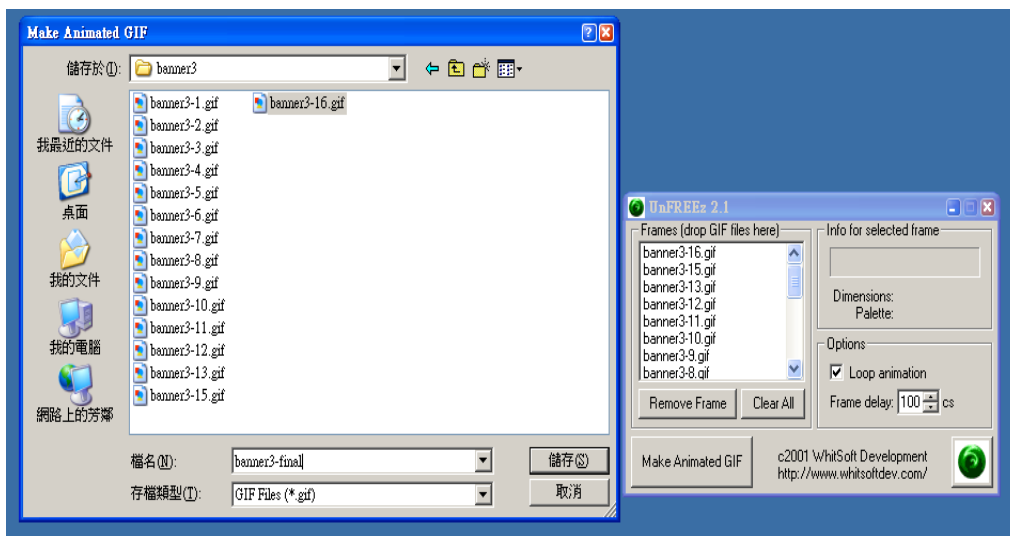 Make Animated GIF
儲存於(I):
banner3
我最近的文件
桌面
我的文件
我的電腦
網路上的芳鄰
banner3-1.gif
banner3-2.gif
banner3-3.gif
banner3-4.gif
banner3-5.gif
banner3-6.gif
banner3-7.gif
banner3-8.gif
banner3-9.gif
banner3-10.gif
banner3-11.gif
banner3-12.gif
banner3-13.gif
banner3-15.gif
banner3-16.gif
檔名(N):
banner3-final
儲存(S)
存檔類型(T):
GIF Files (*.gif)
取消
UnFREEz 2.1
Frames (drop GIF files here)
banner3-16.gif
banner3-15.gif
banner3-13.gif
banner3-12.gif
banner3-11.gif
banner3-10.gif
banner3-9.gif
banner3-8.gif
Remove Frame
Clear All
Info for selected frame
Dimensions:
Palette:
Options
Loop animation
Frame delay: 100 cs
Make Animated GIF
c2001 WhitSoft Development
http://www.whitsoftdev.com/